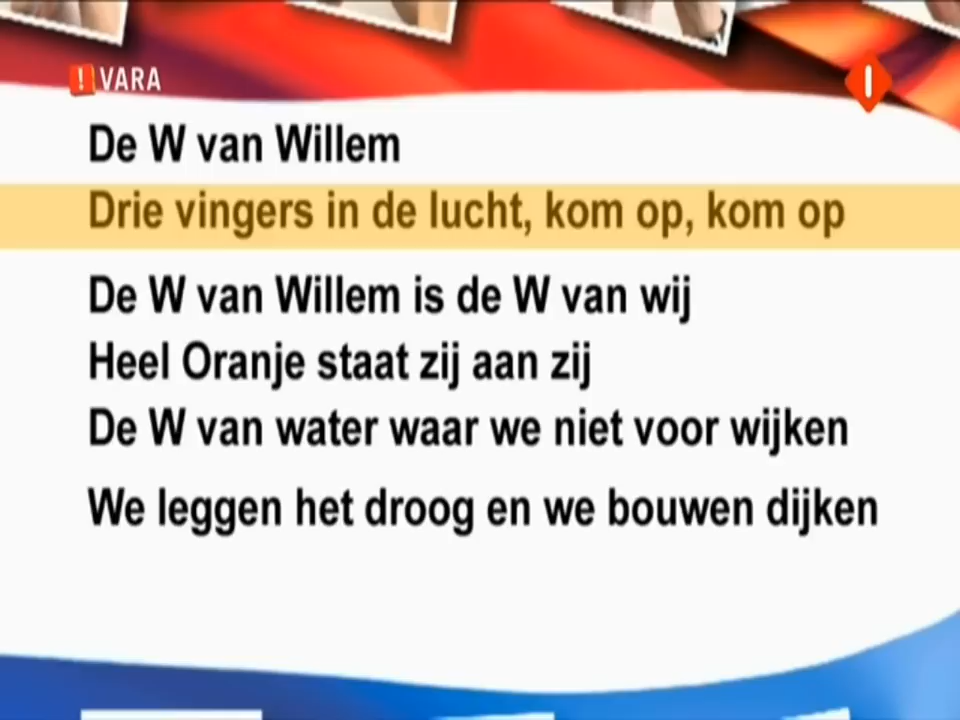 ! VARA
De W van Willem
Drie vingers in de lucht, kom op, kom op
De W van Willem is de W van wij
Heel Oranje staat zij aan zij
De W van water waar we niet voor wijken
We leggen het droog en we bouwen dijken